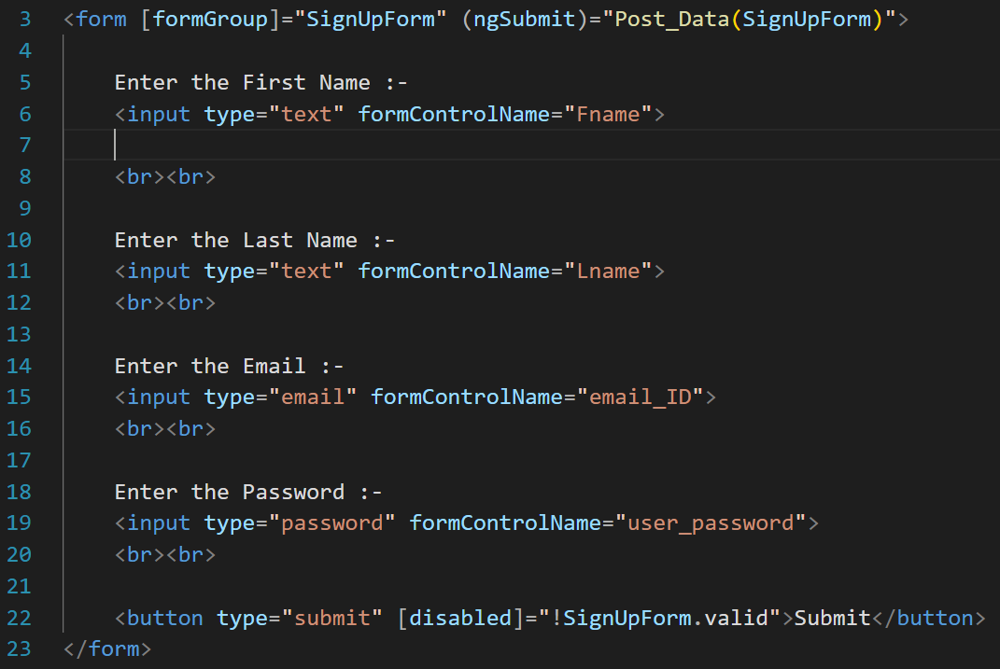 3 <form [formGroup]="SignUpForm" (ngSubmit)="Post_Data(SignUpForm)">
4
5     Enter the First Name :-
6     <input type="text" formControlName="Fname">
7
8     <br><br>
9
10     Enter the Last Name :-
11     <input type="text" formControlName="Lname">
12     <br><br>
13
14     Enter the Email :-
15     <input type="email" formControlName="email_ID">
16     <br><br>
17
18     Enter the Password :-
19     <input type="password" formControlName="user_password">
20     <br><br>
21
22     <button type="submit" [disabled]="!SignUpForm.valid">Submit</button>
23 </form>